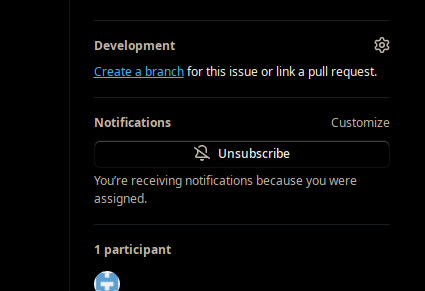 Development
Create a branch for this issue or link a pull request.
Notifications Customize
Unsubscribe
You’re receiving notifications because you were
assigned.
1 participant